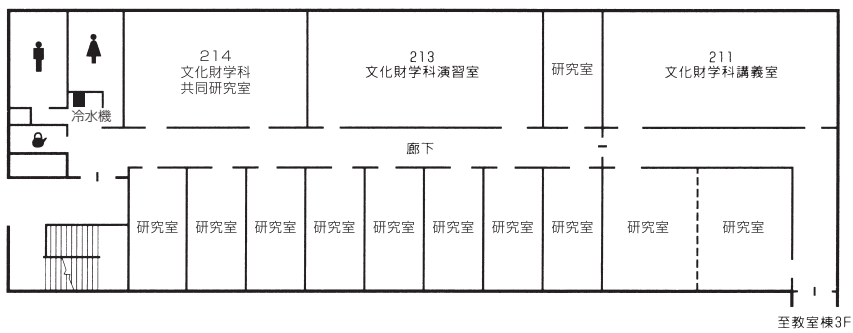 214
文化財学科
共同研究室
213
文化財学科演習室
研究室
211
文化財学科講義室
冷水機
廊下
研究室
研究室
研究室
研究室
研究室
研究室
研究室
研究室
研究室
研究室
至教室棟3F